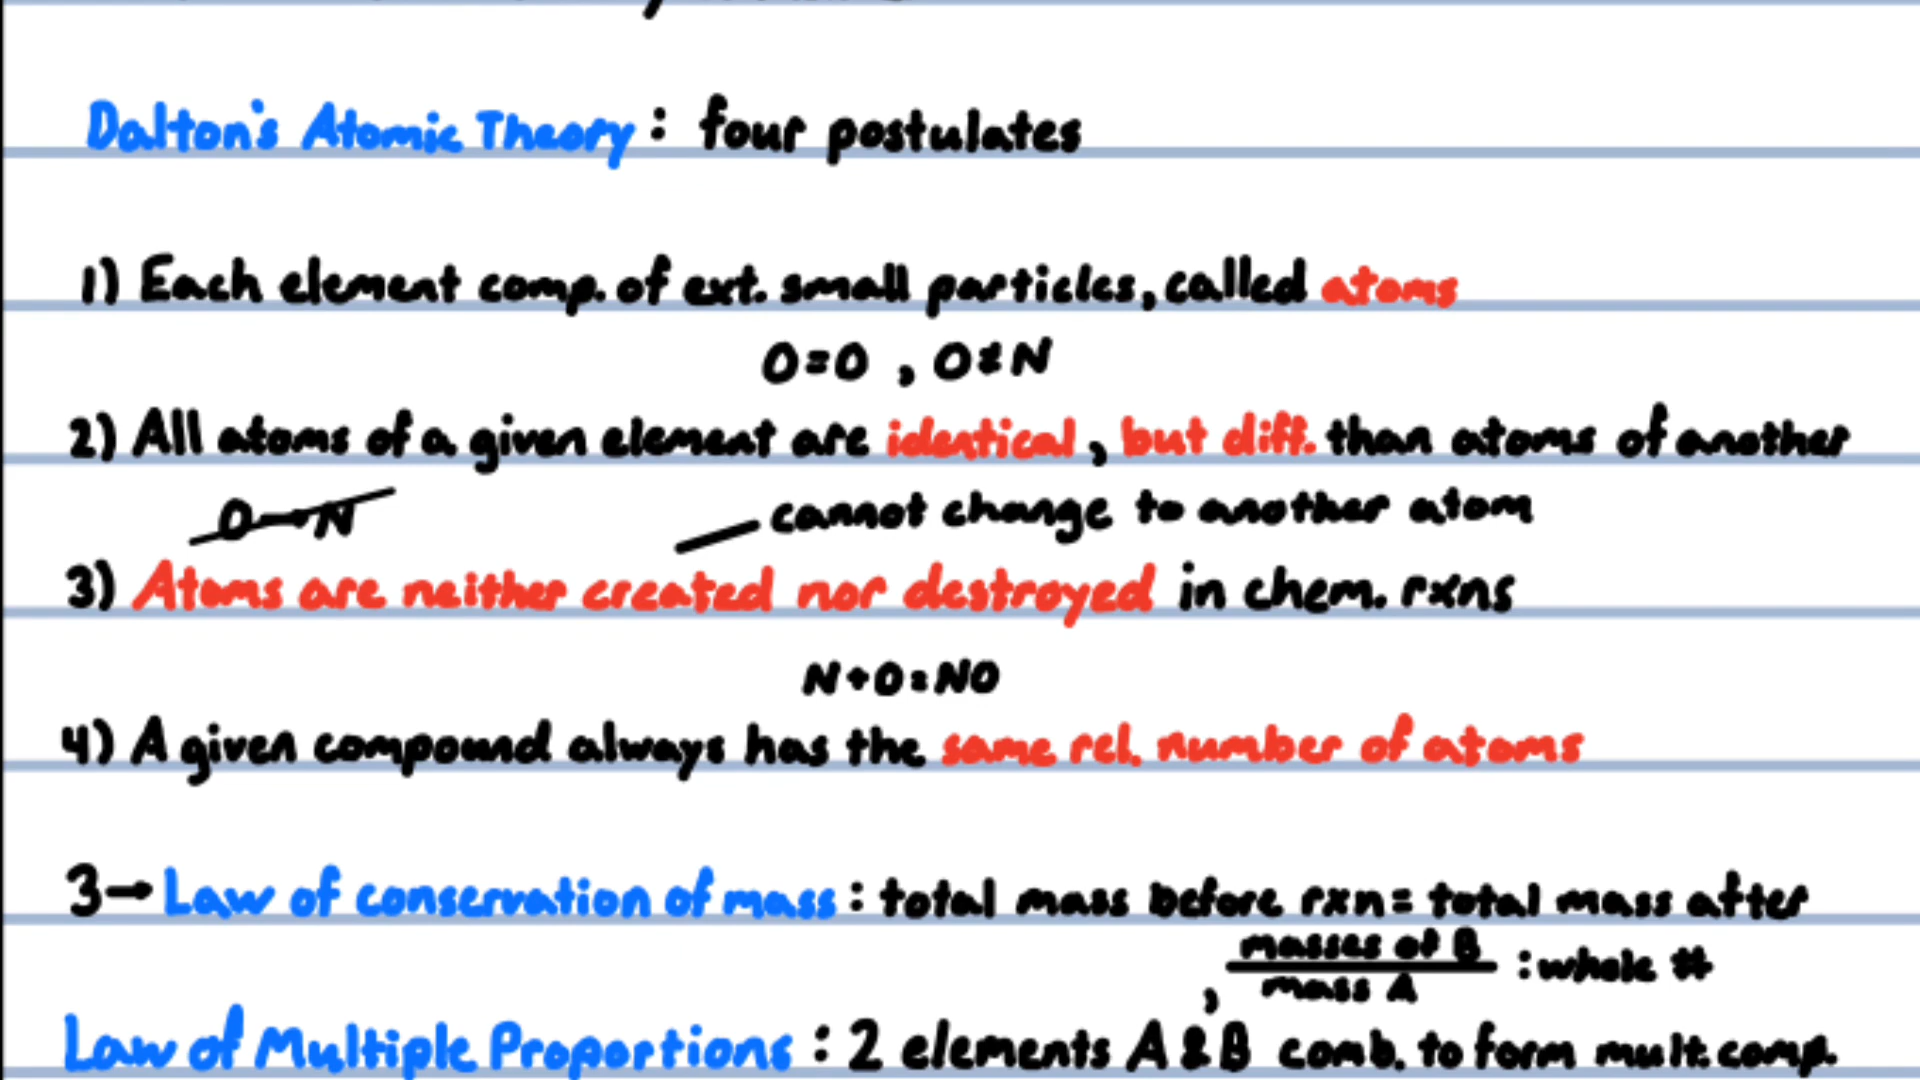 Dalton's Atomic Theory : four postulates
1) Each element comp. of ext. small particles, called atoms
O=O , O≠N
2) All atoms of a given element are identical, but diff. than atoms of another
O→N
cannot change to another atom
3) Atoms are neither created nor destroyed in chem. rxns
N+O=NO
4) A given compound always has the same rel. number of atoms
3→ Law of conservation of mass : total mass before rxn = total mass after
, masses of B
mass A
: whole #
Law of Multiple Proportions : 2 elements A & B comb. to form mult. comp.